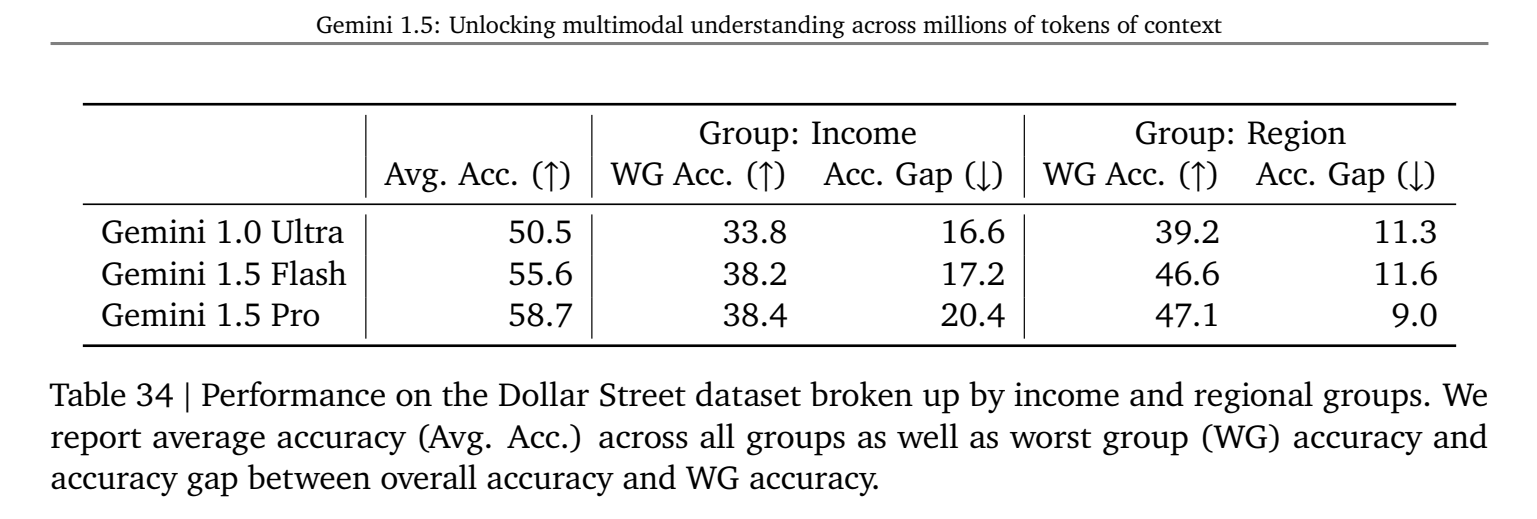 Gemini 1.5: Unlocking multimodal understanding across millions of tokens of context
Group: Income Group: Region
Avg. Acc. (↑) WG Acc. (↑) Acc. Gap (↓) WG Acc. (↑) Acc. Gap (↓)
Gemini 1.0 Ultra 50.5 33.8 16.6 39.2 11.3
Gemini 1.5 Flash 55.6 38.2 17.2 46.6 11.6
Gemini 1.5 Pro 58.7 38.4 20.4 47.1 9.0
Table 34 | Performance on the Dollar Street dataset broken up by income and regional groups. We
report average accuracy (Avg. Acc.) across all groups as well as worst group (WG) accuracy and
accuracy gap between overall accuracy and WG accuracy.